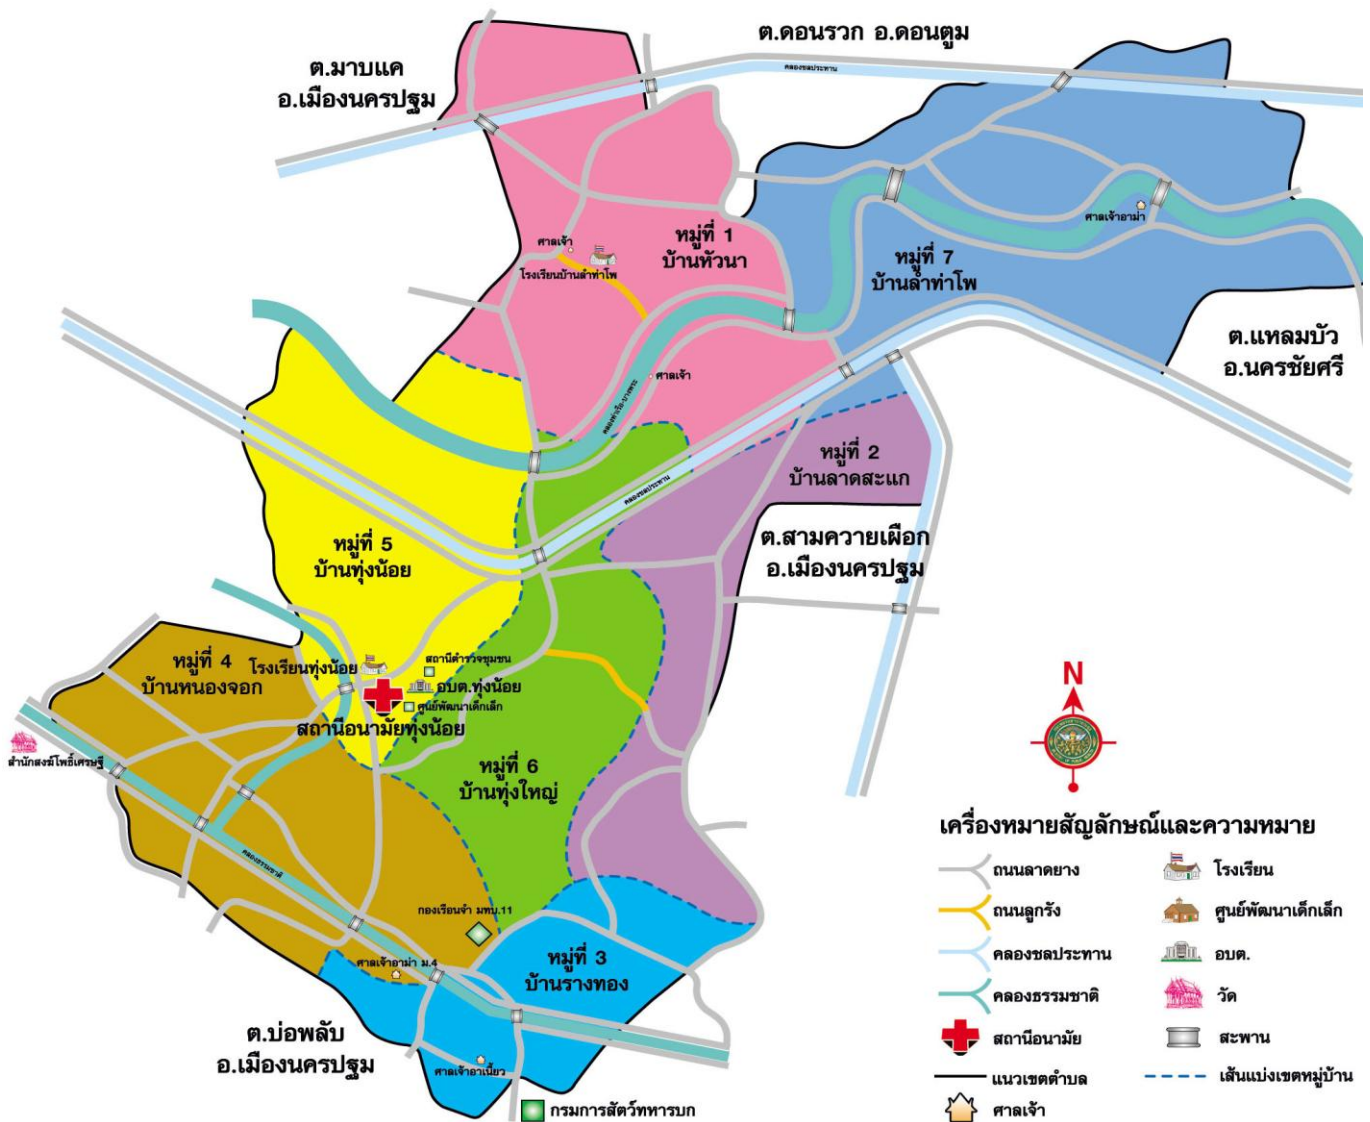 ต.ดอนรวก อ.ดอนตูม
ต.มาบแค
อ.เมืองนครปฐม
คลองชลประทาน
ศาลเจ้าอาม่า
ศาลเจ้า
หมู่ที่ 1
บ้านหัวนา
โรงเรียนบ้านลำท่าโพ
หมู่ที่ 7
บ้านลำท่าโพ
ต.แหลมบัว
อ.นครชัยศรี
ศาลเจ้า
คลองท่าเรือ-บางพระ
หมู่ที่ 2
บ้านลาดสะแก
คลองชลประทาน
ต.สามควายเผือก
อ.เมืองนครปฐม
หมู่ที่ 5
บ้านทุ่งน้อย
หมู่ที่ 4
บ้านหนองจอก
โรงเรียนทุ่งน้อย
สถานีตำรวจชุมชน
อบต.ทุ่งน้อย
ศูนย์พัฒนาเด็กเล็ก
สถานีอนามัยทุ่งน้อย
สำนักสงฆ์โพธิ์เศรษฐี
หมู่ที่ 6
บ้านทุ่งใหญ่
คลองธรรมชาติ
กองเรือนจำ มทบ.11
ศาลเจ้าอาม่า ม.4
หมู่ที่ 3
บ้านรางทอง
ต.บ่อพลับ
อ.เมืองนครปฐม
ศาลเจ้าอาเนี้ยว
กรมการสัตว์ทหารบก
N
เครื่องหมายสัญลักษณ์และความหมาย
ถนนลาดยาง
โรงเรียน
ถนนลูกรัง
ศูนย์พัฒนาเด็กเล็ก
คลองชลประทาน
อบต.
คลองธรรมชาติ
วัด
สถานีอนามัย
สะพาน
แนวเขตตำบล
เส้นแบ่งเขตหมู่บ้าน
ศาลเจ้า